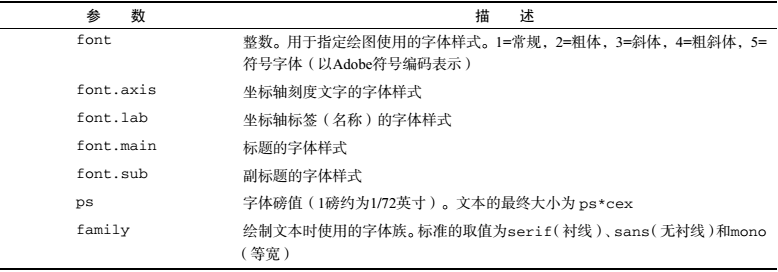 参 数 描 述
font 整数。用于指定绘图使用的字体样式。1=常规，2=粗体，3=斜体，4=粗斜体，5=
符号字体（以Adobe符号编码表示）
font.axis 坐标轴刻度文字的字体样式
font.lab 坐标轴标签（名称）的字体样式
font.main 标题的字体样式
font.sub 副标题的字体样式
ps 字体磅值（1磅约为1/72英寸）。文本的最终大小为 ps*cex
family 绘制文本时使用的字体族。标准的取值为serif（衬线）、sans（无衬线）和mono
（等宽）